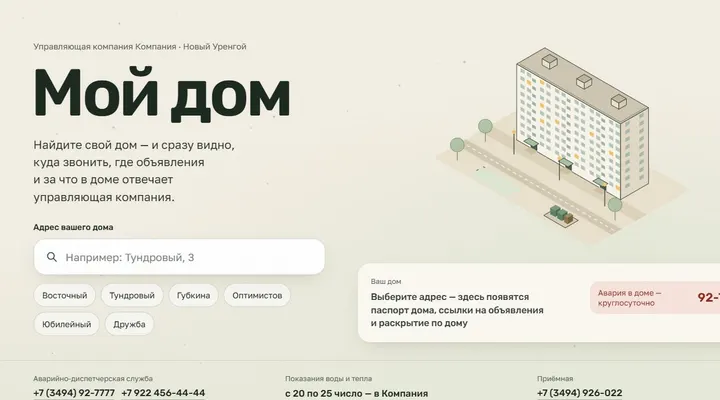 Управляющая компания Компания · Новый Уренгой
Мой дом
Найдите свой дом — и сразу видно,
куда звонить, где объявления
и за что в доме отвечает
управляющая компания.
Адрес вашего дома
Например: Тундровый, 3
Восточный
Тундровый
Губкина
Оптимистов
Юбилейный
Дружба
Ваш дом
Выберите адрес — здесь появятся
паспорт дома, ссылки на объявления
и раскрытие по дому
Авария в доме —
круглосуточно
Аварийно-диспетчерская служба
+7 (3494) 92-7777 +7 922 456-44-44
Показания воды и тепла
с 20 по 25 число — в Компания
Приёмная
+7 (3494) 926-022